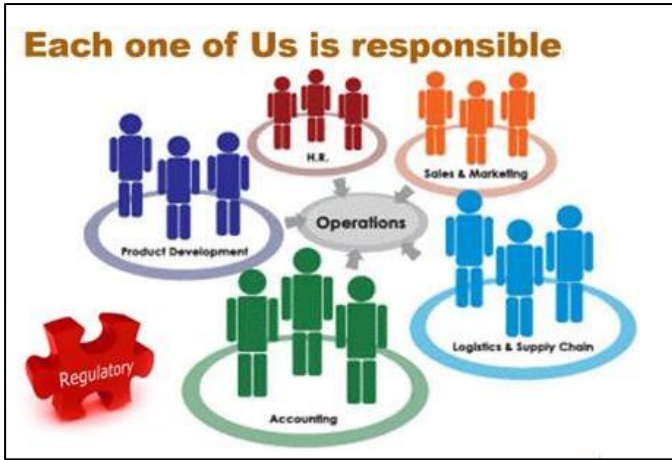 Each one of Us is responsible
H.R.
Sales & Marketing
Operations
Product Development
Logistics & Supply Chain
Regulatory
Accounting